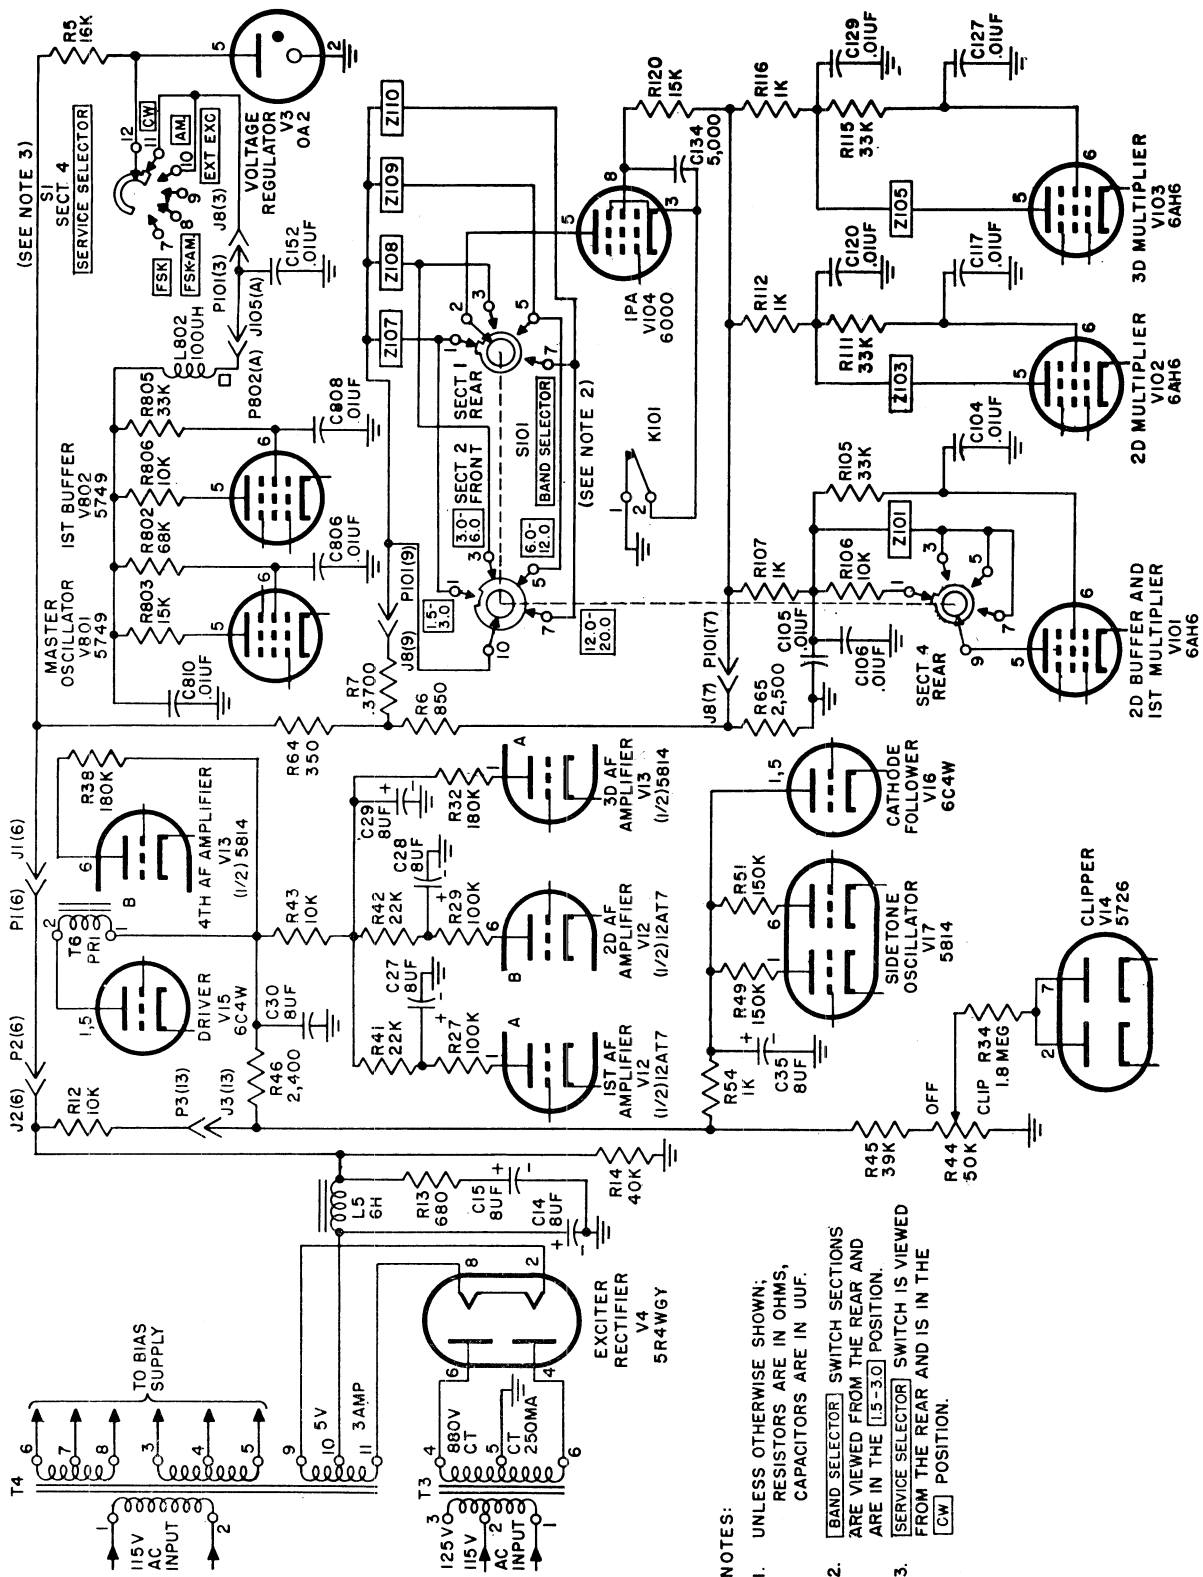 T4
115V
AC
INPUT
1
2
6
7
8
3
4
5
TO BIAS
SUPPLY
9
10
11
5V
3AMP
T3
125V
115V
AC
INPUT
3
2
1
4
5
6
880V
CT
CT
250MA
6
4
8
2
EXCITER
RECTIFIER
V4
5R4WGY
L5
6H
R13
680
C15
8UF
C14
8UF
R14
40K
J2(6)
P2(6)
P1(6)
J1(6)
(SEE NOTE 3)
R12
10K
P3(13)
J3(13)
R46
2,400
C30
8UF
1,5
DRIVER
V15
6C4W
T6
PRI
2
1
6
B
4TH AF AMPLIFIER
V13
(1/2) 5814
R38
180K
R43
10K
R41
22K
C27
8UF
R27
100K
1
A
1ST AF
AMPLIFIER
V12
(1/2) 12AT7
R42
22K
C28
8UF
R29
100K
6
B
2D AF
AMPLIFIER
V12
(1/2) 12AT7
C29
8UF
R32
180K
1
A
3D AF
AMPLIFIER
V13
(1/2) 5814
R54
1K
C35
8UF
R49
150K
R51
150K
1
6
SIDETONE
OSCILLATOR
V17
5814
1,5
CATHODE
FOLLOWER
V16
6C4W
R45
39K
R44
50K
OFF
CLIP
R34
1.8 MEG
2
7
CLIPPER
V14
5726
R64
350
R7
3,700
R6
850
J8(9)
P101(9)
J8(7)
P101(7)
R65
2,500
C105
.01UF
C106
.01UF
C810
.01UF
MASTER
OSCILLATOR
V801
5749
R803
15K
R802
68K
5
6
C806
.01UF
1ST BUFFER
V802
5749
R806
10K
R805
33K
5
6
C808
.01UF
L802
100UH
P802(A)
J105(A)
P101(3)
J8(3)
C152
.01UF
S1
SECT. 4
SERVICE SELECTOR
FSK
FSK-AM
7
8
9
10
11
12
CW
AM
EXT EXC
R5
16K
5
2
VOLTAGE
REGULATOR
V3
0A2
Z107
Z108
Z109
Z110
1.5-
3.0
3.0-
6.0
6.0-
12.0
12.0-
20.0
1
3
5
7
10
SECT 2
FRONT
SECT 1
REAR
1
2
3
5
7
S101
BAND SELECTOR
(SEE NOTE 2)
5
8
3
IPA
V104
6000
K101
1
2
C134
5,000
R120
15K
R107
1K
R106
10K
R105
33K
Z101
C104
.01UF
1
3
5
7
9
SECT 4
REAR
5
6
2D BUFFER AND
1ST MULTIPLIER
V101
6AH6
R112
1K
C120
.01UF
R111
33K
Z103
C117
.01UF
5
6
2D MULTIPLIER
V102
6AH6
R116
1K
C129
.01UF
R115
33K
Z105
C127
.01UF
5
6
3D MULTIPLIER
V103
6AH6
NOTES:
1. UNLESS OTHERWISE SHOWN;
RESISTORS ARE IN OHMS,
CAPACITORS ARE IN UUF.
2. BAND SELECTOR SWITCH SECTIONS
ARE VIEWED FROM THE REAR AND
ARE IN THE 1.5-3.0 POSITION.
3. SERVICE SELECTOR SWITCH IS VIEWED
FROM THE REAR AND IS IN THE
CW POSITION.